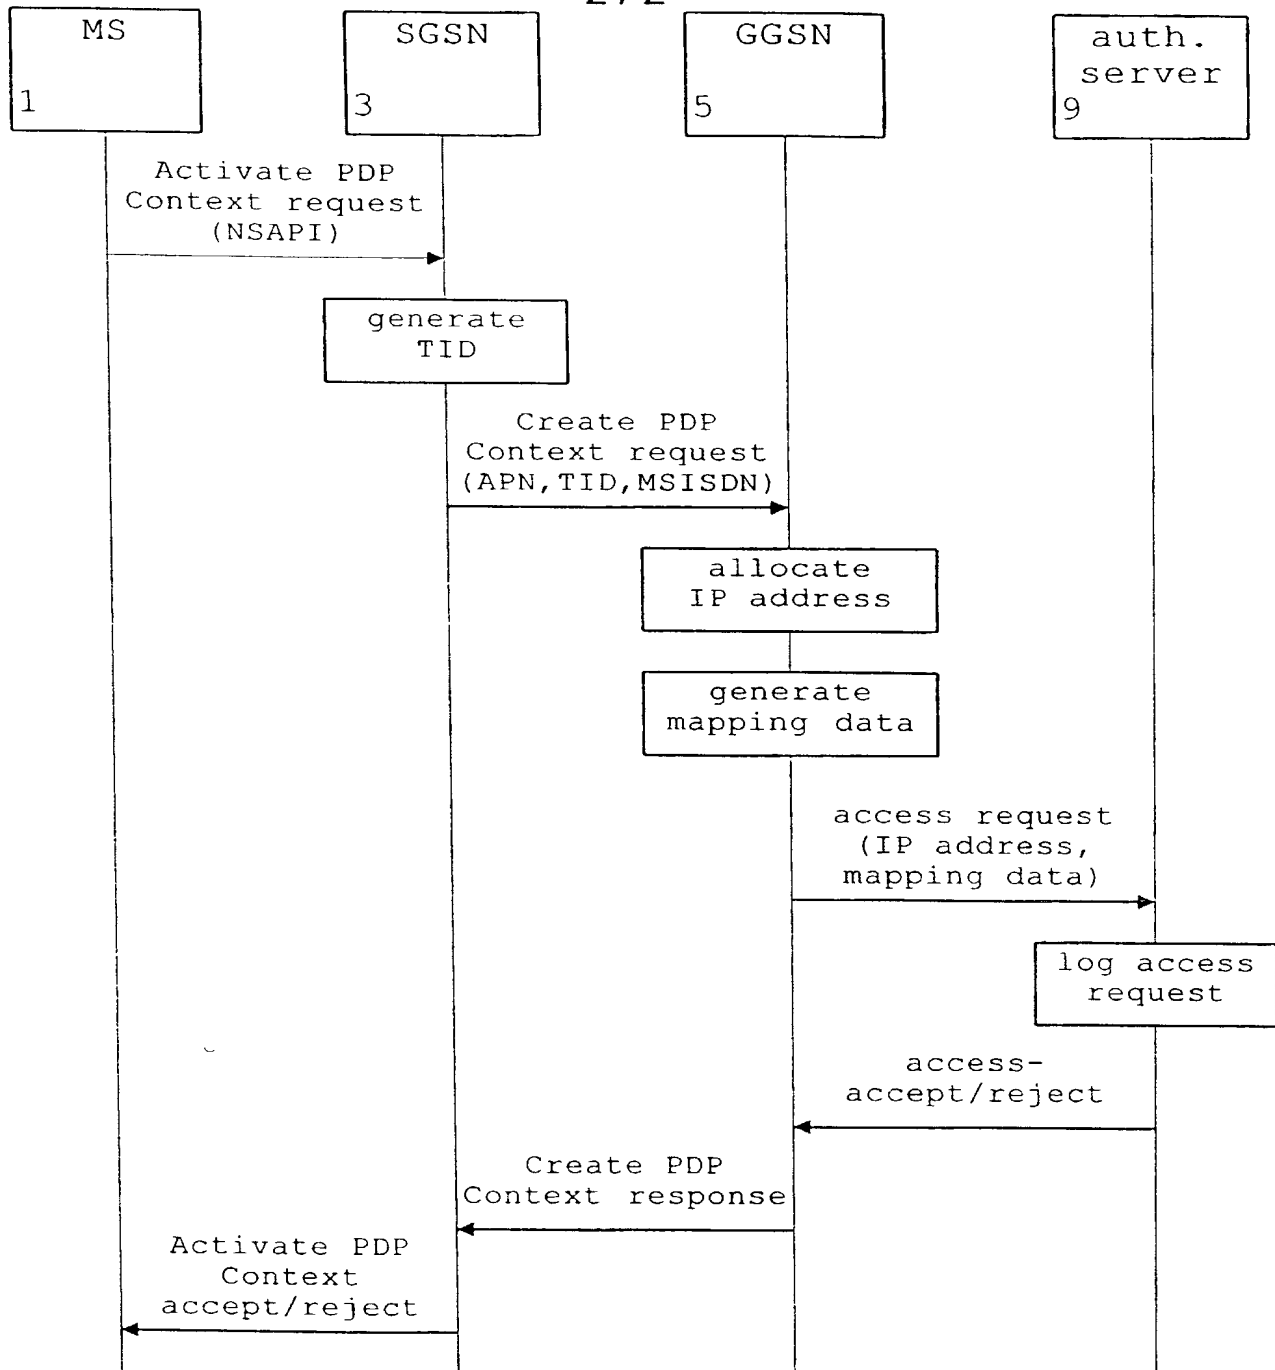 2/2
MS
1
SGSN
3
GGSN
5
auth.
server
9
Activate PDP
Context request
(NSAPI)
generate
TID
Create PDP
Context request
(APN,TID,MSISDN)
allocate
IP address
generate
mapping data
access request
(IP address,
mapping data)
log access
request
access-
accept/reject
Create PDP
Context response
Activate PDP
Context
accept/reject